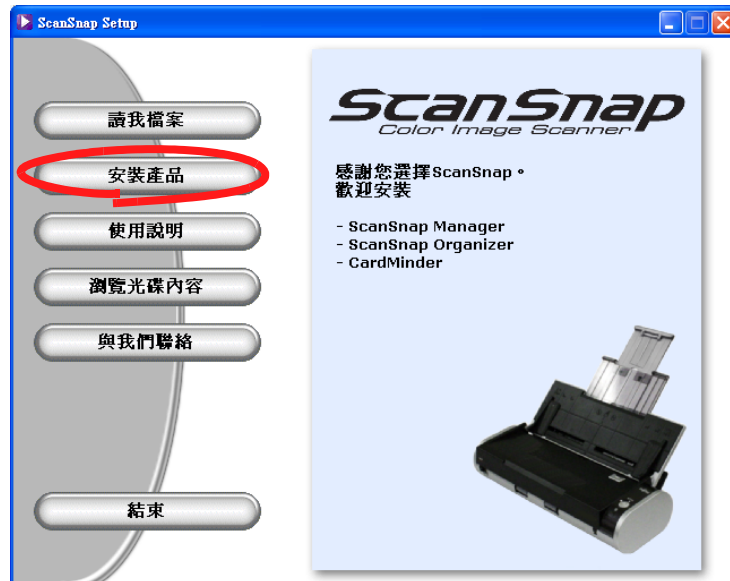 ScanSnap Setup
讀我檔案
安裝產品
使用說明
瀏覽光碟內容
與我們聯絡
結束
ScanSnap
Color Image Scanner
感謝您選擇ScanSnap。
歡迎安裝
- ScanSnap Manager
- ScanSnap Organizer
- CardMinder